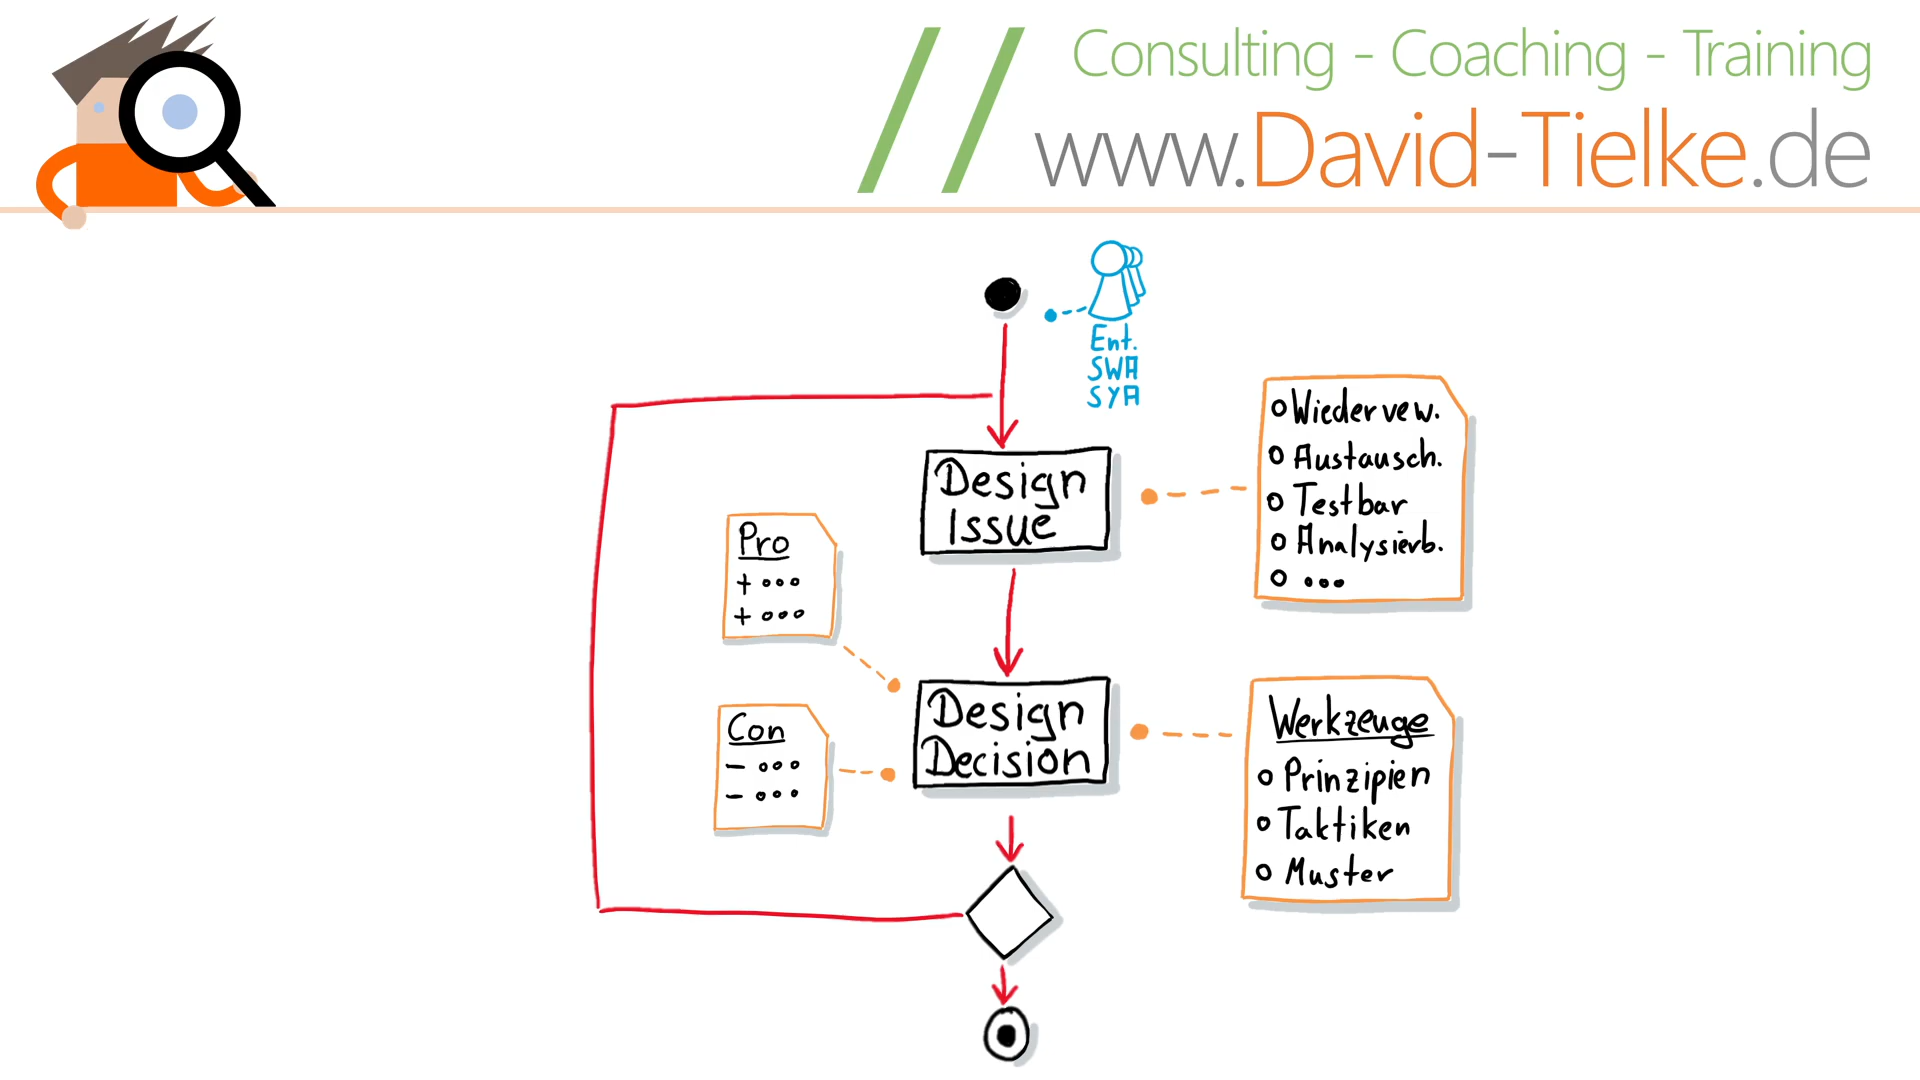 Consulting - Coaching - Training
www.David-Tielke.de
Ent.
SWA
SYA
Design
Issue
Wiedervew.
Austausch.
Testbar
Analysierb.
...
Pro
+ ...
+ ...
Con
- ...
- ...
Design
Decision
Werkzeuge
Prinzipien
Taktiken
Muster